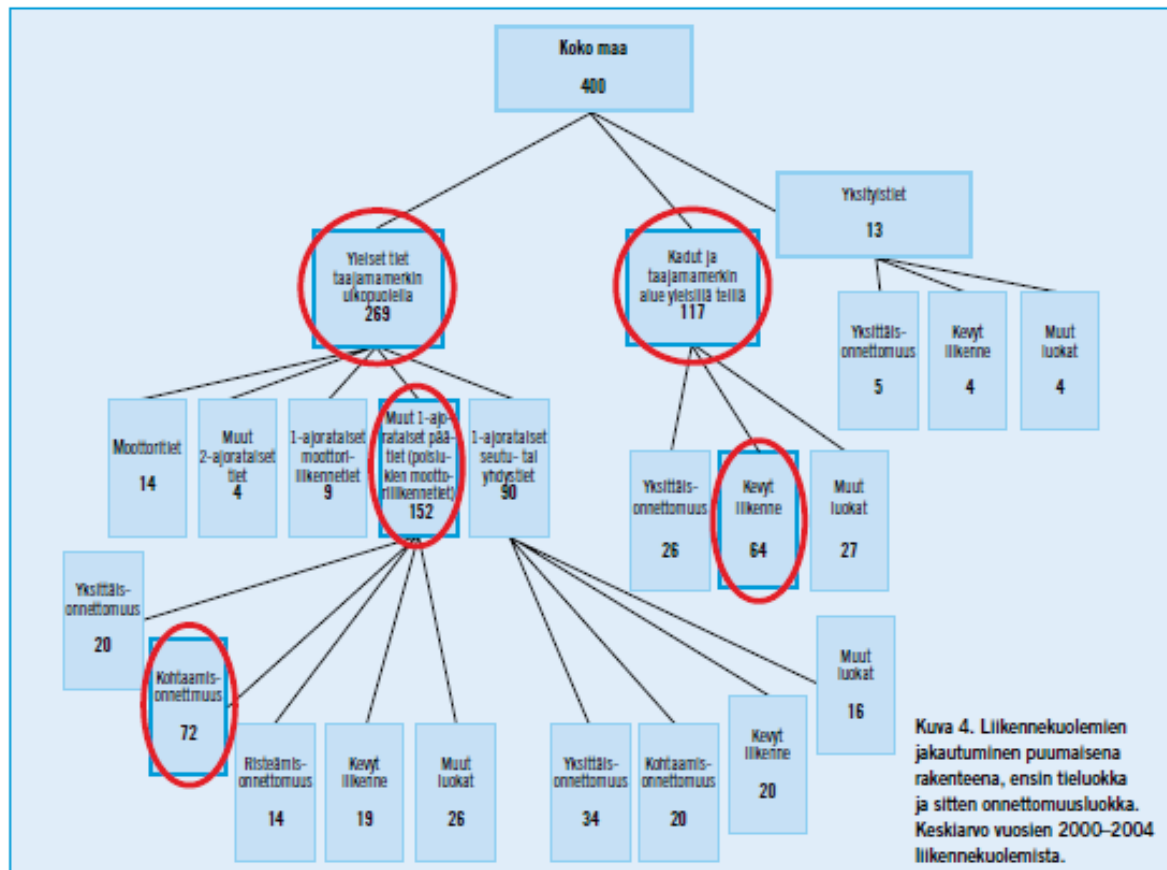 Koko maa
400
Yksityistiet
13
Yleiset tiet
taajamamerkin
ulkopuolella
269
Kadut ja
taajamamerkin
alue yleisillä teillä
117
Yksittäis-
onnettomuus
5
Kevyt
liikenne
4
Muut
luokat
4
Moottoritiet
14
Muut
2-ajorataiset
tiet
4
1-ajorataiset
moottori-
liikennetiet
9
Muut 1-ajo-
rataiset pää-
tiet (poislu-
kien mootto-
riliikennetiet)
152
1-ajorataiset
seutu- tai
yhdystiet
90
Yksittäis-
onnettomuus
26
Kevyt
liikenne
64
Muut
luokat
27
Yksittäis-
onnettomuus
20
Kohtaamis-
onnettmuus
72
Risteämis-
onnettomuus
14
Kevyt
liikenne
19
Muut
luokat
26
Yksittäis-
onnettomuus
34
Kohtaamis-
onnettomuus
20
Kevyt
liikenne
20
Muut
luokat
16
Kuva 4. Liikennekuolemien
jakautuminen puumaisena
rakenteena, ensin tieluokka
ja sitten onnettomuusluokka.
Keskiarvo vuosien 2000–2004
liikennekuolemista.